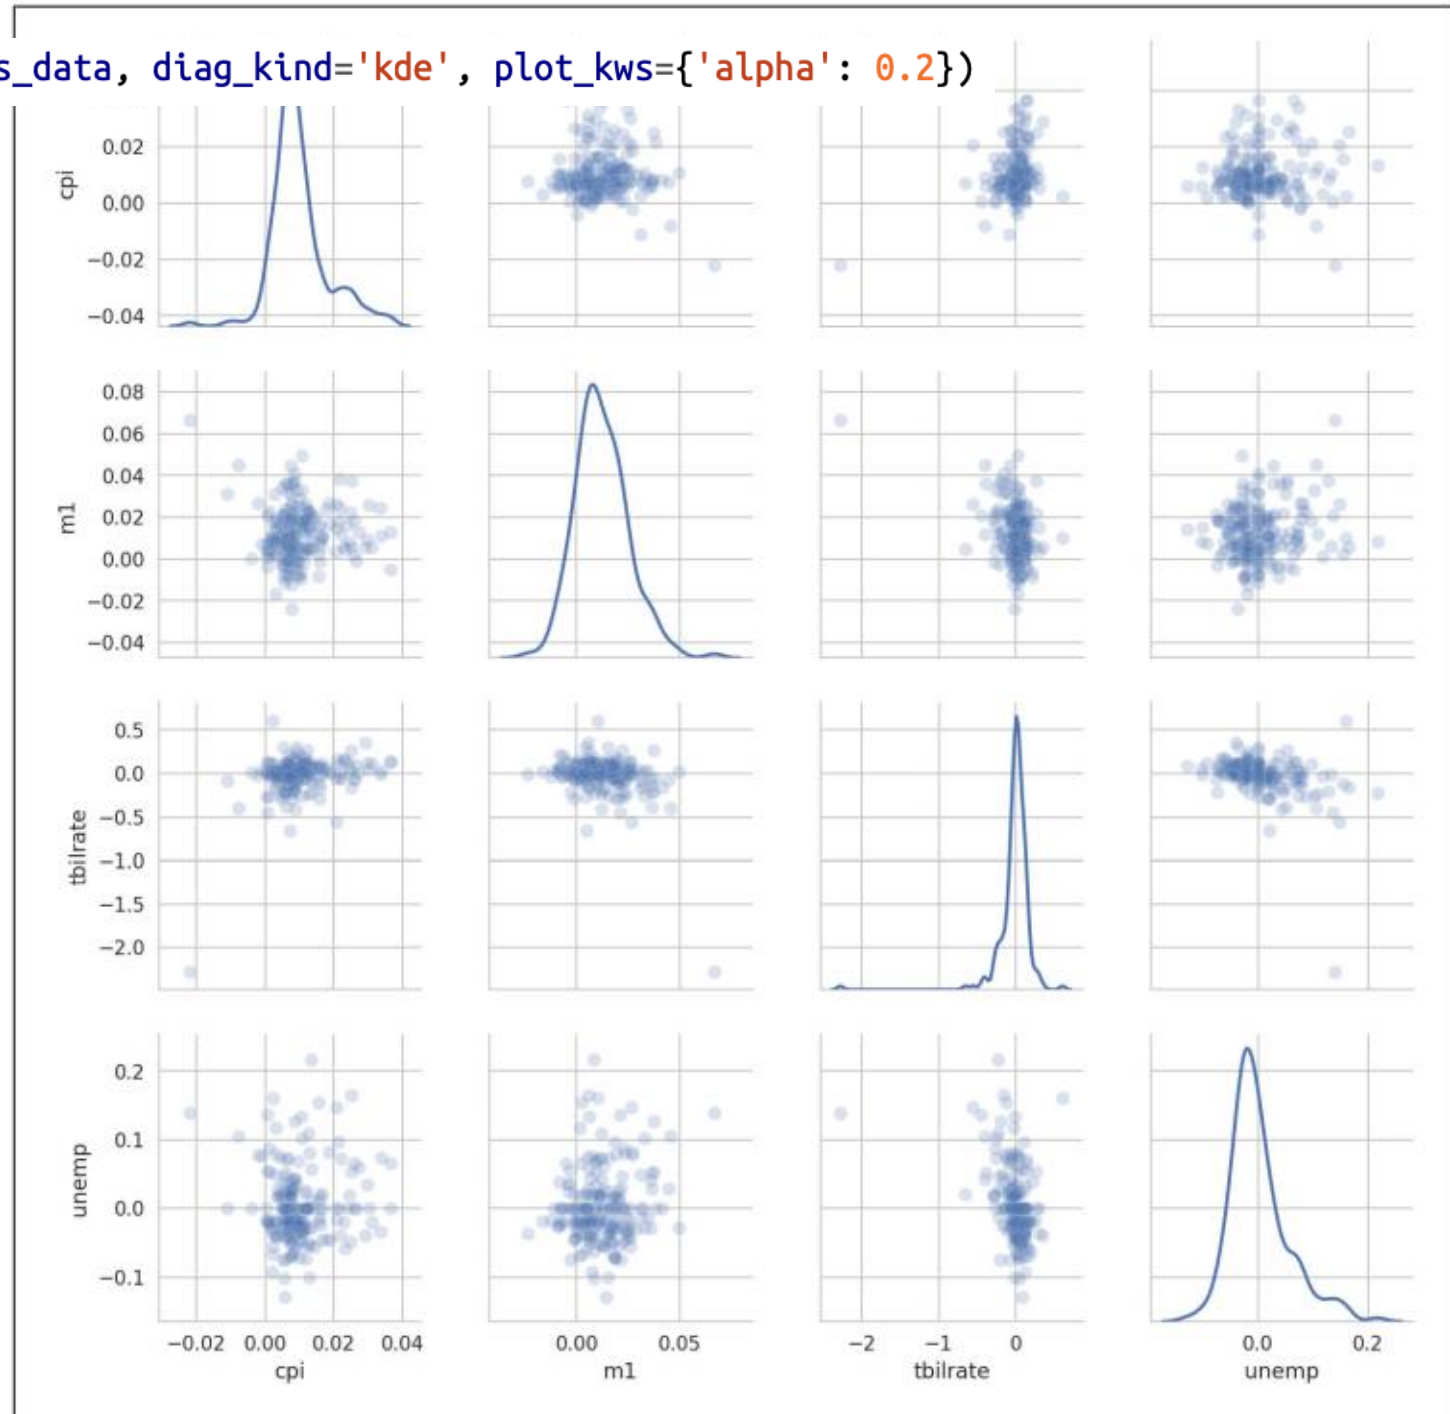 s_data, diag_kind='kde', plot_kws={'alpha': 0.2})
0.02
0.00
−0.02
−0.04
cpi
0.08
0.06
0.04
0.02
0.00
−0.02
−0.04
m1
0.5
0.0
−0.5
−1.0
−1.5
−2.0
tbilrate
0.2
0.1
0.0
−0.1
unemp
−0.02 0.00 0.02 0.04
0.00 0.05
−2 −1 0
0.0 0.2
cpi
m1
tbilrate
unemp